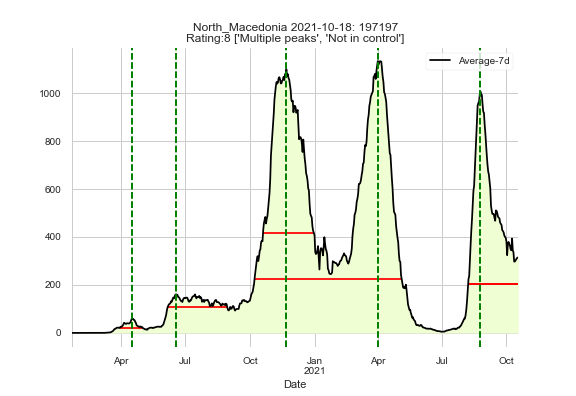 North_Macedonia 2021-10-18: 197197
Rating:8 ['Multiple peaks', 'Not in control']
Average-7d
1000
800
600
400
200
0
Apr Jul Oct Jan Apr Jul Oct
2021
Date